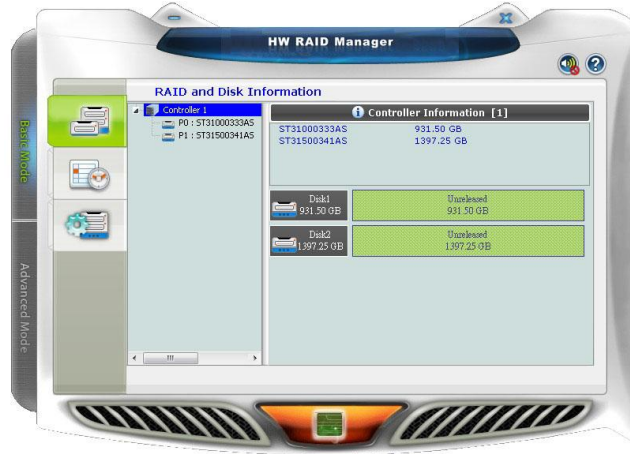 HW RAID Manager
RAID and Disk Information
Basic Mode
Advanced Mode
Controller 1
P0 : ST31000333AS
P1 : ST31500341AS
Controller Information [1]
ST31000333AS 931.50 GB
ST31500341AS 1397.25 GB
Disk1
931.50 GB
Unreleased
931.50 GB
Disk2
1397.25 GB
Unreleased
1397.25 GB